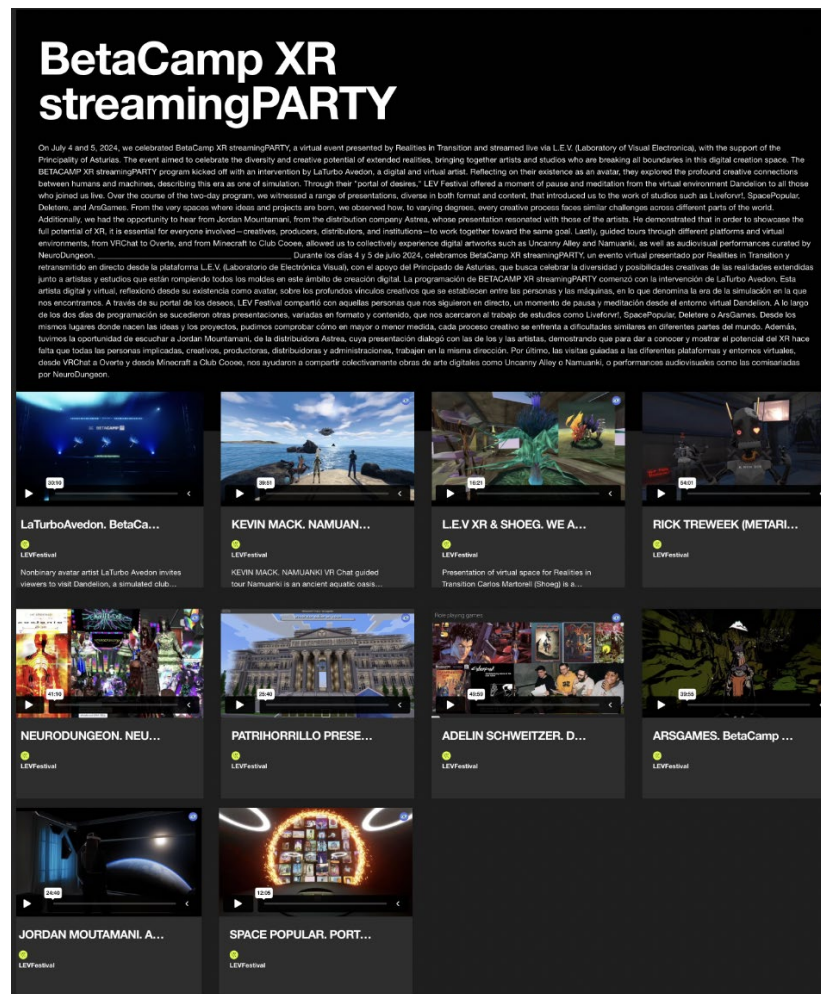 BetaCamp XR
streamingPARTY
On July 4 and 5, 2024, we celebrated BetaCamp XR streamingPARTY, a virtual event presented by Realities in Transition and streamed live via L.E.V. (Laboratory of Visual Electronica), with the support of the
Principality of Asturias. The event aimed to celebrate the diversity and creative potential of extended realities, bringing together artists and studios who are breaking all boundaries in this digital creation space. The
BETACAMP XR streamingPARTY program kicked off with an intervention by LaTurbo Avedon, a digital and virtual artist. Reflecting on their existence as an avatar, they explored the profound creative connections
between humans and machines, describing this era as one of simulation. Through their "portal of desires," LEV Festival offered a moment of pause and meditation from the virtual environment Dandelion to all those
who joined us live. Over the course of the two-day program, we witnessed a range of presentations, diverse in both format and content, that introduced us to the work of studios such as Liveforvr!, SpacePopular,
Deletere, and ArsGames. From the very spaces where ideas and projects are born, we observed how, to varying degrees, every creative process faces similar challenges across different parts of the world.
Additionally, we had the opportunity to hear from Jordan Mountamani, from the distribution company Astrea, whose presentation resonated with those of the artists. He demonstrated that in order to showcase the
full potential of XR, it is essential for everyone involved—creatives, producers, distributors, and institutions—to work together toward the same goal. Lastly, guided tours through different platforms and virtual
environments, from VRChat to Overte, and from Minecraft to Club Cooee, allowed us to collectively experience digital artworks such as Uncanny Alley and Namuanki, as well as audiovisual performances curated by
NeuroDungeon. ________________________________ Durante los días 4 y 5 de julio 2024, celebramos BETACAMP XR streamingPARTY, un evento virtual presentado por Realities in Transition y
retransmitido en directo desde la plataforma L.E.V. (Laboratorio de Electrónica Visual), con el apoyo del Principado de Asturias, que busca celebrar la diversidad y posibilidades creativas de las realidades extendidas
junto a artistas y estudios que están rompiendo todos los moldes en este ámbito de creación digital. La programación de BETACAMP XR streamingPARTY comenzó con la intervención de LaTurbo Avedon. Esta
artista digital y virtual, reflexionó desde su existencia como avatar, sobre los profundos vínculos creativos que se establecen entre las personas y las máquinas, en lo que denomina la era de la simulación en la que
nos encontramos. A través de su portal de los deseos, LEV Festival compartió con aquellas personas que nos siguieron en directo, un momento de pausa y meditación desde el entorno virtual Dandelion. A lo largo
de los dos días de programación se sucedieron otras presentaciones, variadas en formato y contenido, que nos acercaron al trabajo de estudios como Liveforvr!, SpacePopular, Deletere o ArsGames. Desde los
mismos lugares donde nacen las ideas y los proyectos, pudimos comprobar cómo en mayor o menor medida, cada proceso creativo se enfrenta a dificultades similares en diferentes partes del mundo. Además,
tuvimos la oportunidad de escuchar a Jordan Mountamani, de la distribuidora Astrea, cuya presentación dialogó con las de los y las artistas, demostrando que para dar a conocer y mostrar el potencial del XR hace
falta que todas las personas implicadas, creativos, productoras, distribuidoras y administraciones, trabajen en la misma dirección. Por último, las visitas guiadas a las diferentes plataformas y entornos virtuales,
desde VRChat a Overte y desde Minecraft a Club Cooee, nos ayudaron a compartir colectivamente obras de arte digitales como Uncanny Alley o Namuanki, o performances audiovisuales como las comisariadas
por NeuroDungeon.
BETACAMP
30:10
39:51
16:21
54:01
LaTurboAvedon. BetaCa...
KEVIN MACK. NAMUAN...
L.E.V XR & SHOEG. WE A...
RICK TREWEEK (METARI...
LEVFestival
LEVFestival
LEVFestival
LEVFestival
Nonbinary avatar artist LaTurbo Avedon invites
viewers to visit Dandelion, a simulated club...
KEVIN MACK. NAMUANKI VR Chat guided
tour Namuanki is an ancient aquatic oasis...
Presentation of virtual space for Realities in
Transition Carlos Martorell (Shoeg) is a...
Role playing games
41:10
25:40
39:55
NEURODUNGEON. NEU...
PATRIHORRILLO PRESE...
ADELIN SCHWEITZER. D...
ARSGAMES. BetaCamp ...
LEVFestival
LEVFestival
LEVFestival
LEVFestival
24:40
12:05
JORDAN MOUTAMANI. A...
SPACE POPULAR. PORT...
LEVFestival
LEVFestival